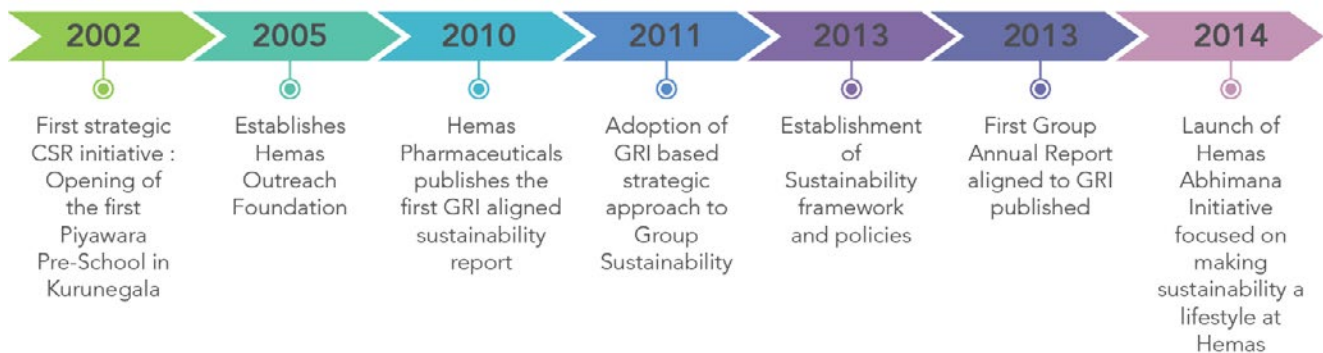 2002
First strategic
CSR initiative :
Opening of
the first
Piyawara
Pre-School in
Kurunegala
2005
Establishes
Hemas
Outreach
Foundation
2010
Hemas
Pharmaceuticals
publishes the
first GRI aligned
sustainability
report
2011
Adoption of
GRI based
strategic
approach to
Group
Sustainability
2013
Establishment
of
Sustainability
framework
and policies
2013
First Group
Annual Report
aligned to GRI
published
2014
Launch of
Hemas
Abhimana
Initiative
focused on
making
sustainability a
lifestyle at
Hemas